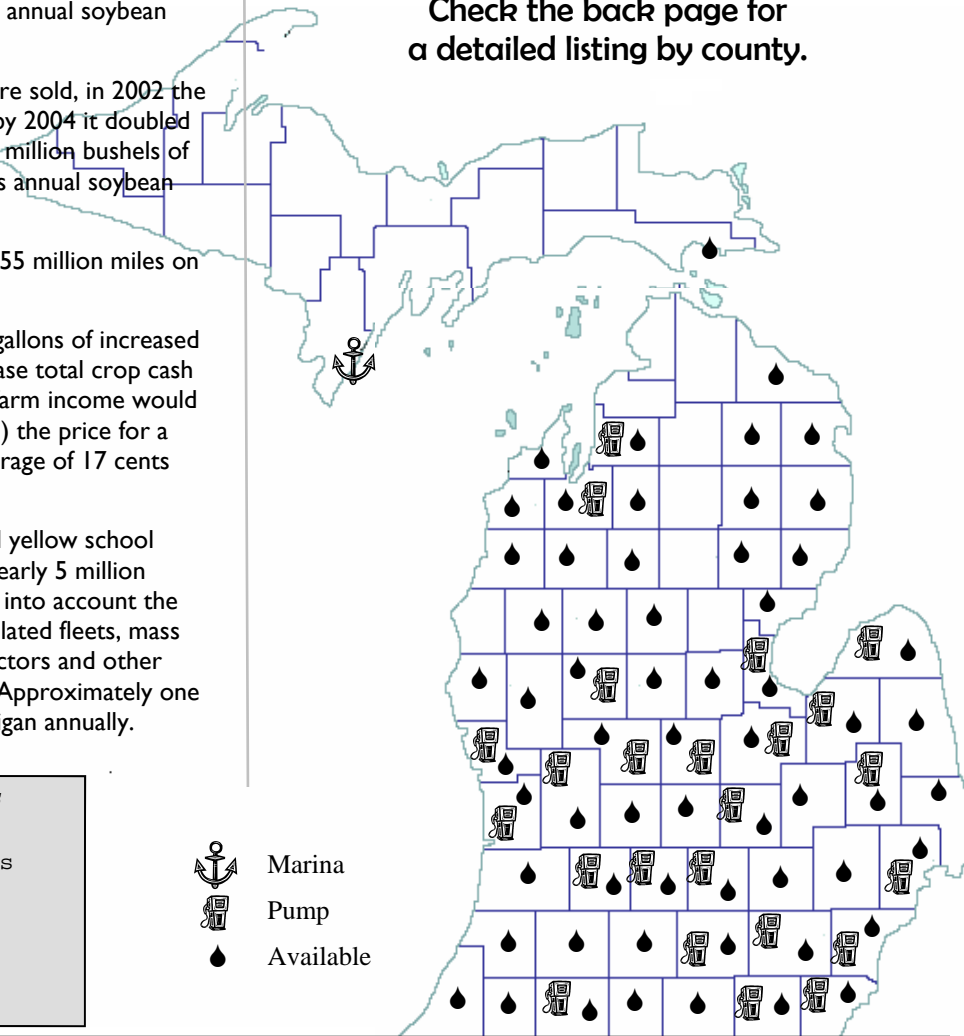 annual soybean
re sold, in 2002 the
by 2004 it doubled
million bushels of
s annual soybean
55 million miles on
gallons of increased
ase total crop cash
arm income would
) the price for a
rage of 17 cents
l yellow school
early 5 million
into account the
lated fleets, mass
ctors and other
Approximately one
igan annually.
s
Check the back page for
a detailed listing by county.
Marina
Pump
Available